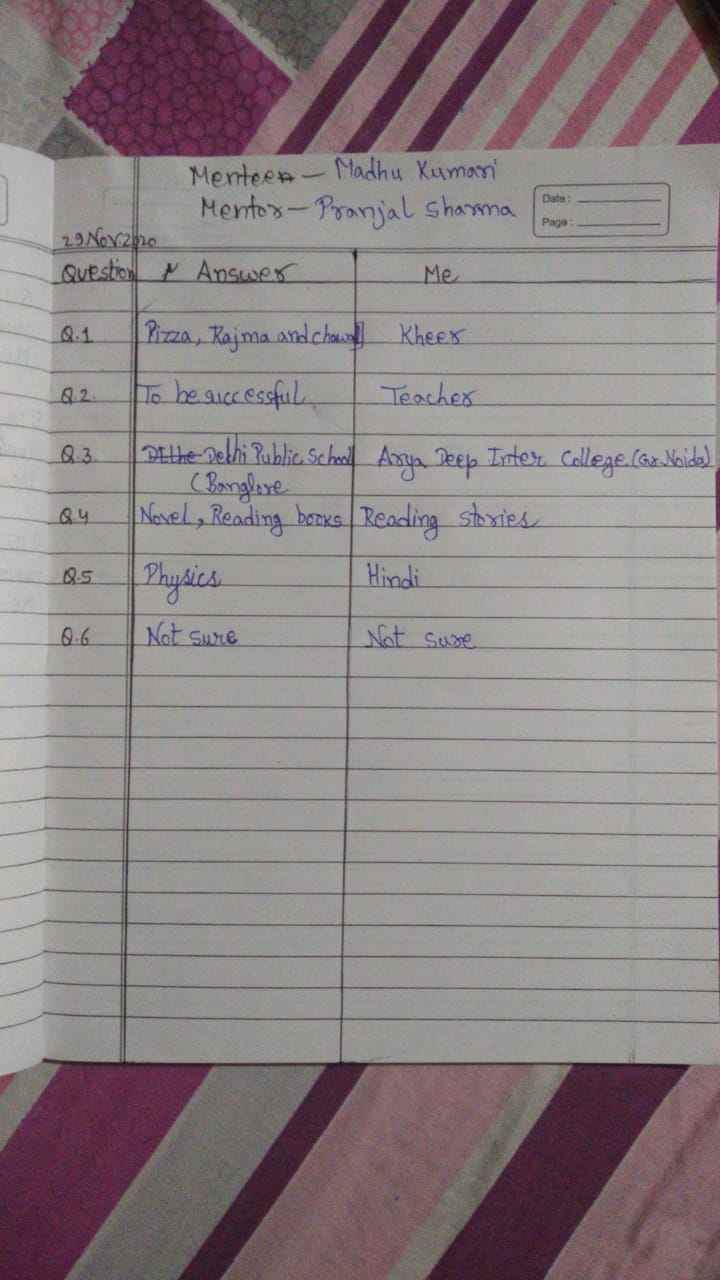 Mentee - Madhu Kumari
Mentor - Pranjal Sharma
Date :
Page :
29 Nov 2020
Question Answer Me
Q.1 Pizza, Rajma and chawal Kheer
Q.2 To be successful Teacher
Q.3 Delhi Public School Arya Deep Inter College (Gr. Noida)
(Banglore
Q.4 Novel, Reading books Reading stories
Q.5 Physics Hindi
Q.6 Not sure Not sure